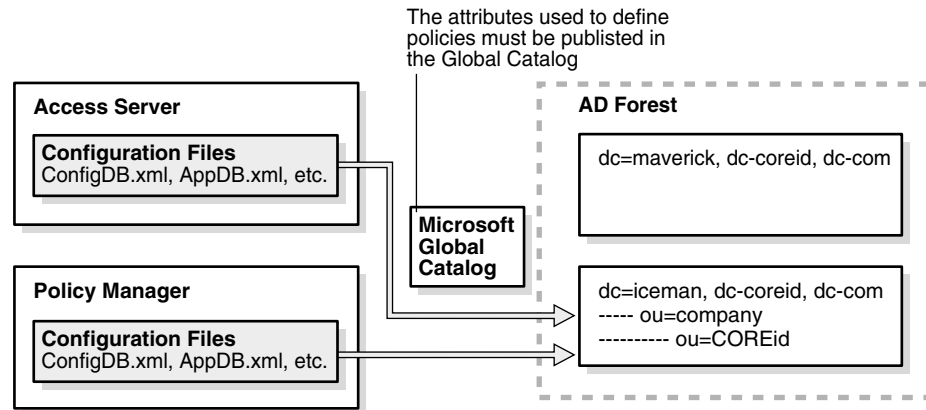 The attributes used to define
policies must be publisted in
the Global Catalog
Access Server
Configuration Files
ConfigDB.xml, AppDB.xml, etc.
Policy Manager
Configuration Files
ConfigDB.xml, AppDB.xml, etc.
Microsoft
Global
Catalog
AD Forest
dc=maverick, dc-coreid, dc-com
dc=iceman, dc-coreid, dc-com
----- ou=company
---------- ou=COREid